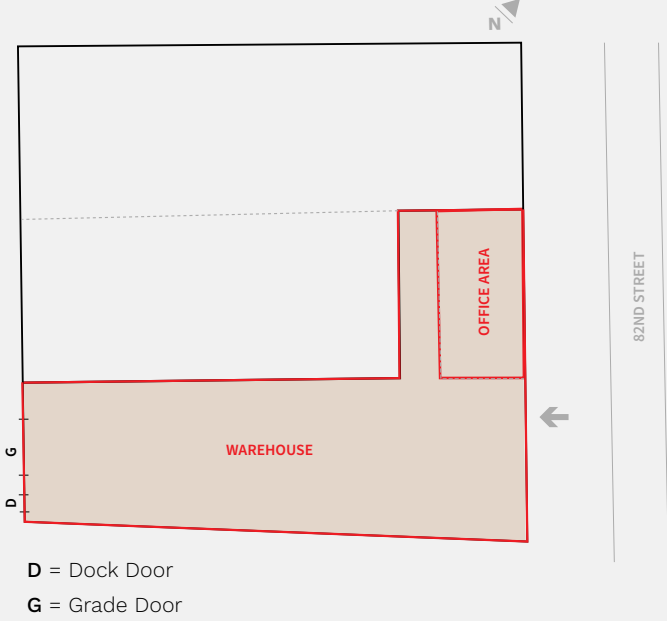 N
OFFICE AREA
82ND STREET
WAREHOUSE
G
D
D = Dock Door
G = Grade Door